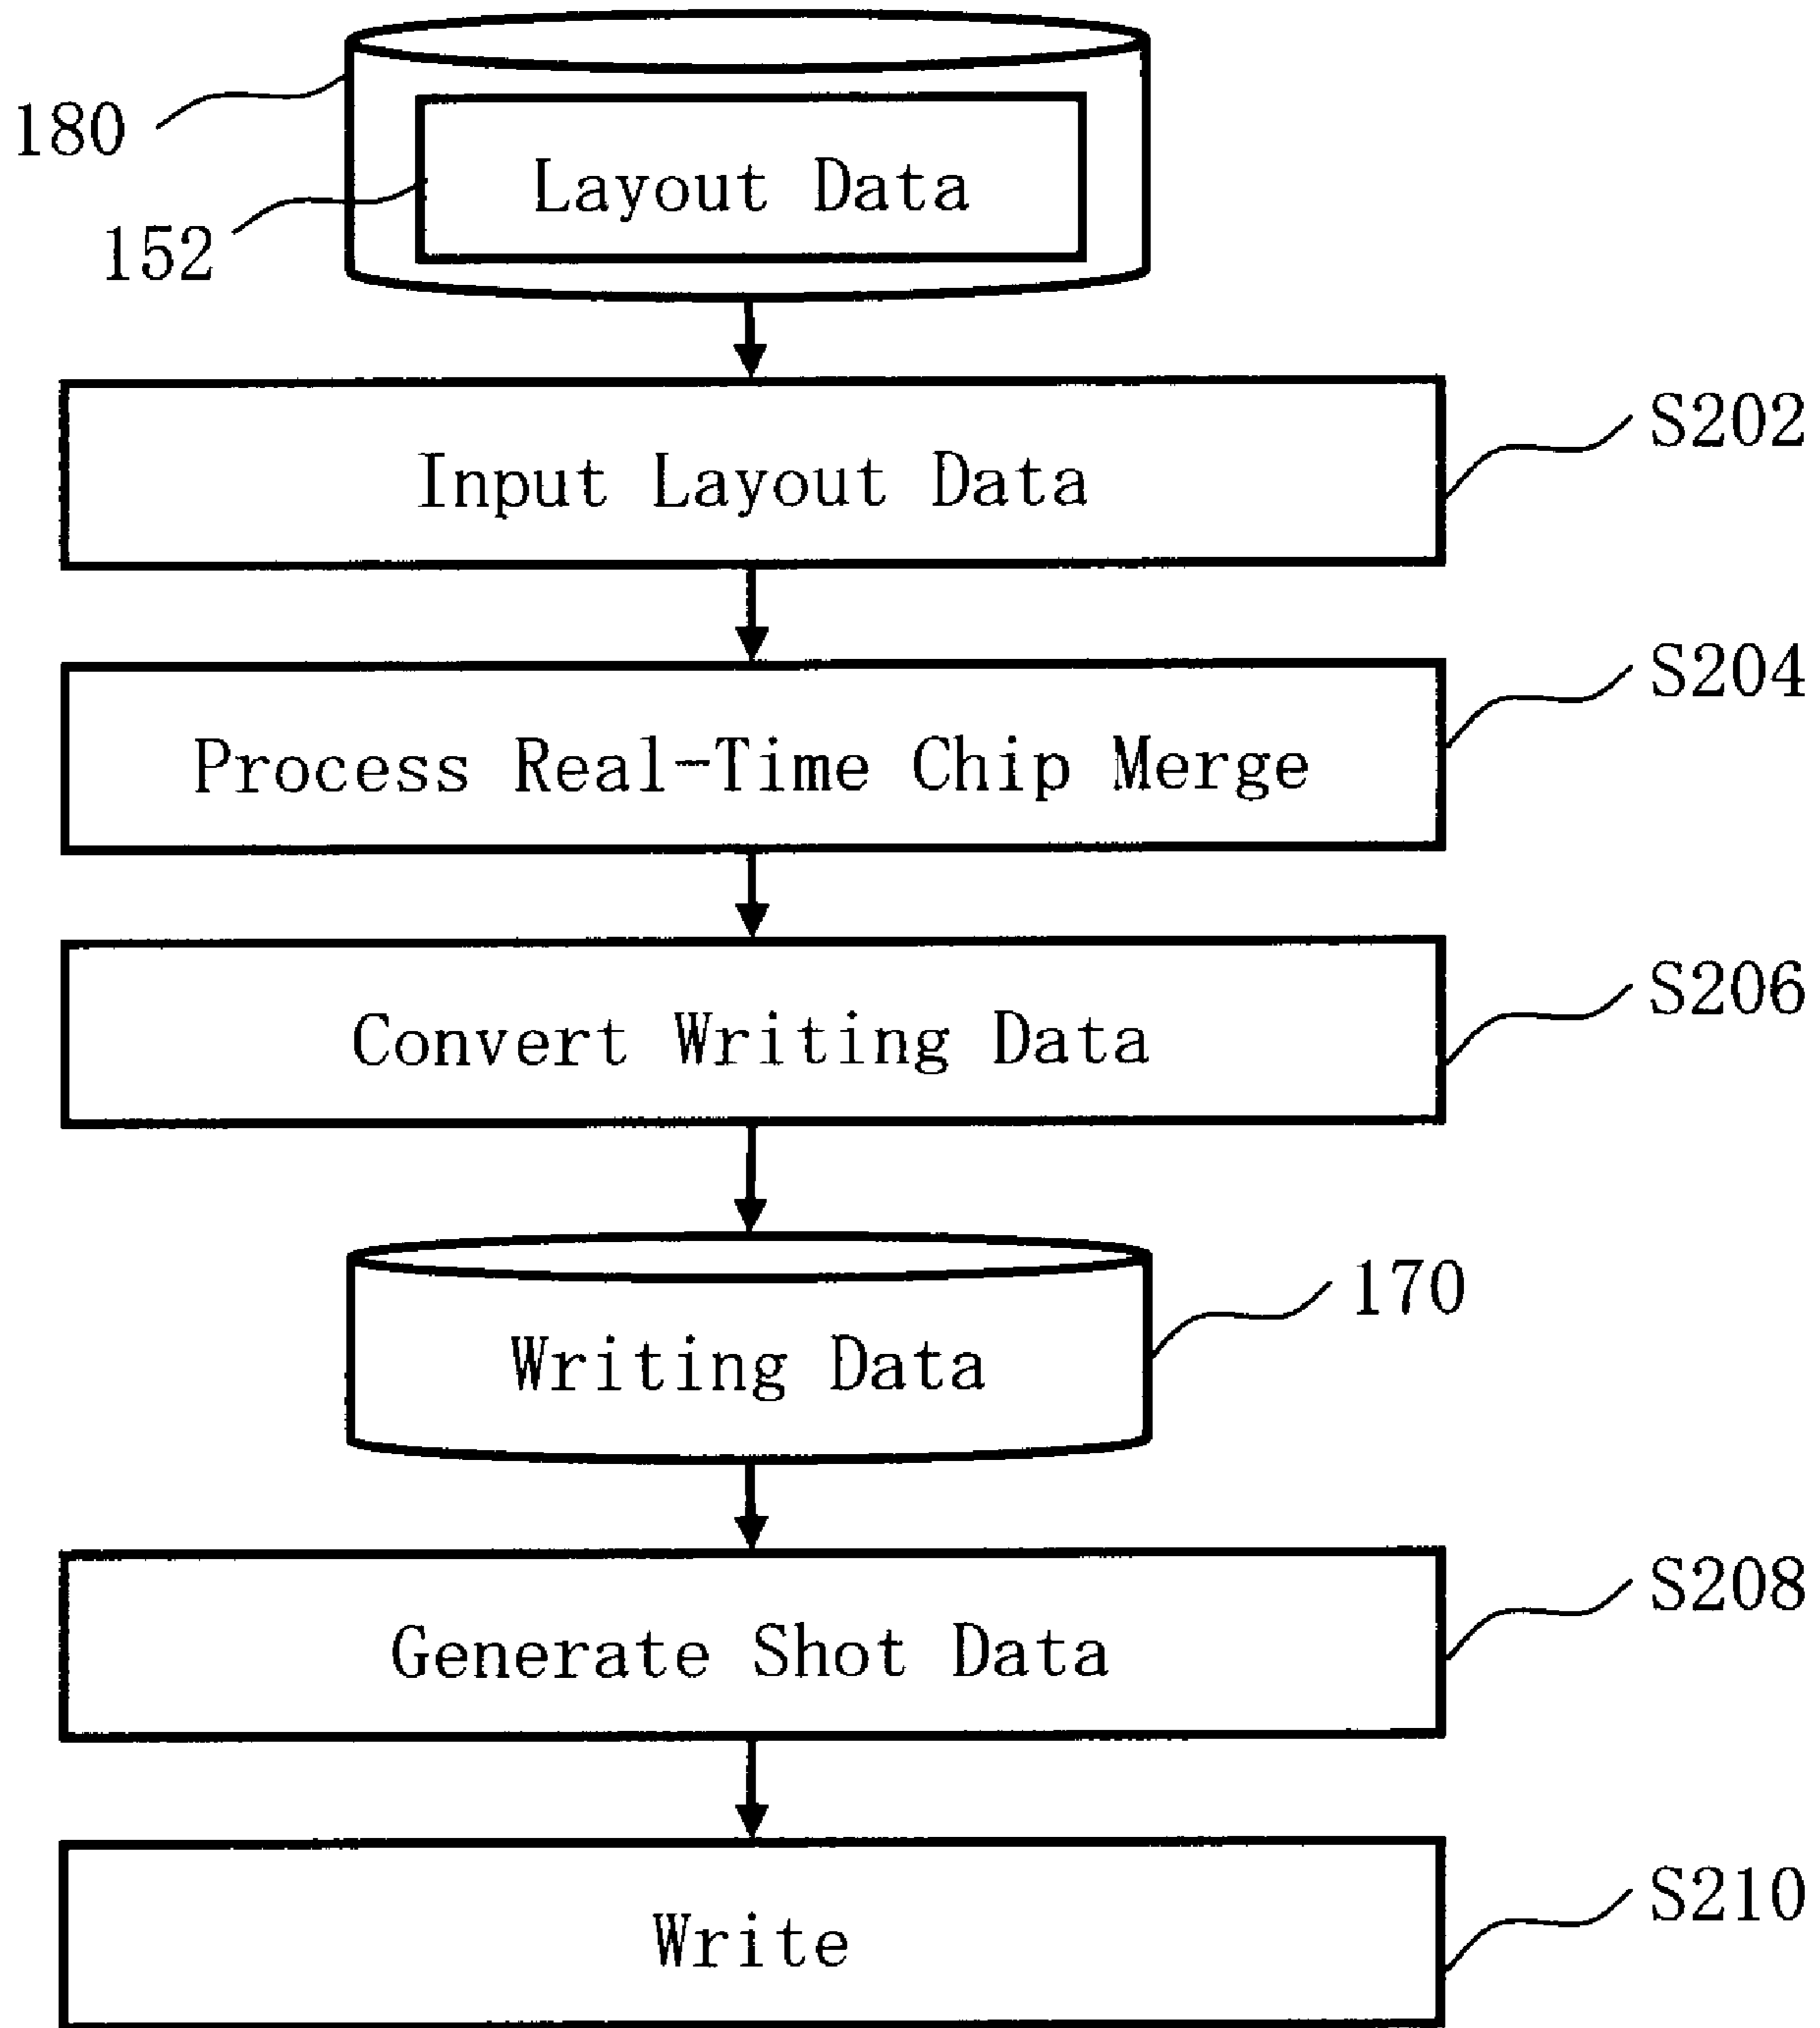 180
Layout Data
152
S202
Input Layout Data
S204
Process Real-Time Chip Merge
S206
Convert Writing Data
170
Writing Data
S208
Generate Shot Data
S210
Write